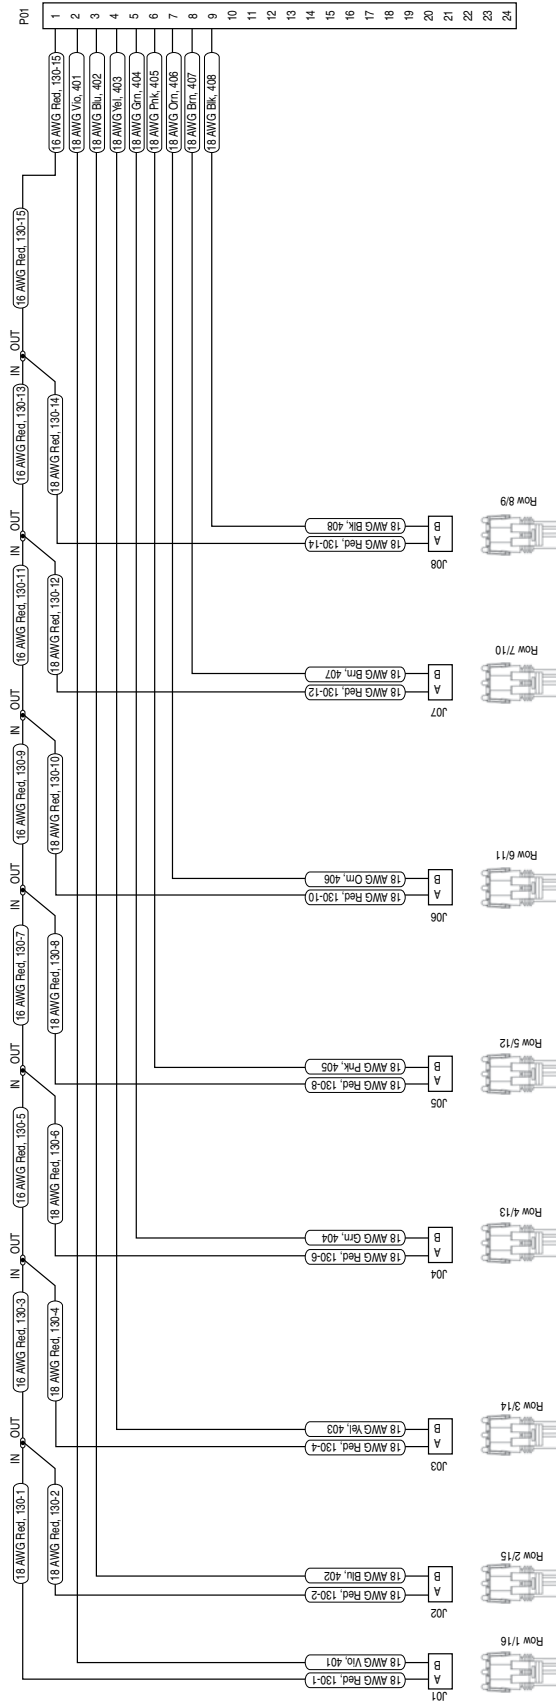 P01
1
2
3
4
5
6
7
8
9
10
11
12
13
14
15
16
17
18
19
20
21
22
23
24
16 AWG Red, 130-15
18 AWG Vio, 401
18 AWG Blu, 402
18 AWG Yel, 403
18 AWG Grn, 404
18 AWG Pnk, 405
18 AWG Orn, 406
18 AWG Brn, 407
18 AWG Blk, 408
16 AWG Red, 130-15
IN OUT
16 AWG Red, 130-13
18 AWG Red, 130-14
IN OUT
16 AWG Red, 130-11
18 AWG Red, 130-12
IN OUT
16 AWG Red, 130-9
18 AWG Red, 130-10
IN OUT
16 AWG Red, 130-7
18 AWG Red, 130-8
IN OUT
16 AWG Red, 130-5
18 AWG Red, 130-6
IN OUT
16 AWG Red, 130-3
18 AWG Red, 130-4
IN OUT
18 AWG Red, 130-1
18 AWG Red, 130-2
18 AWG Blk, 408
18 AWG Red, 130-14
B
A
J08
Row 8/9
18 AWG Brn, 407
18 AWG Red, 130-12
B
A
J07
Row 7/10
18 AWG Orn, 406
18 AWG Red, 130-10
B
A
J06
Row 6/11
18 AWG Pnk, 405
18 AWG Red, 130-8
B
A
J05
Row 5/12
18 AWG Grn, 404
18 AWG Red, 130-6
B
A
J04
Row 4/13
18 AWG Yel, 403
18 AWG Red, 130-4
B
A
J03
Row 3/14
18 AWG Blu, 402
18 AWG Red, 130-2
B
A
J02
Row 2/15
18 AWG Vio, 401
18 AWG Red, 130-1
B
A
J01
Row 1/16